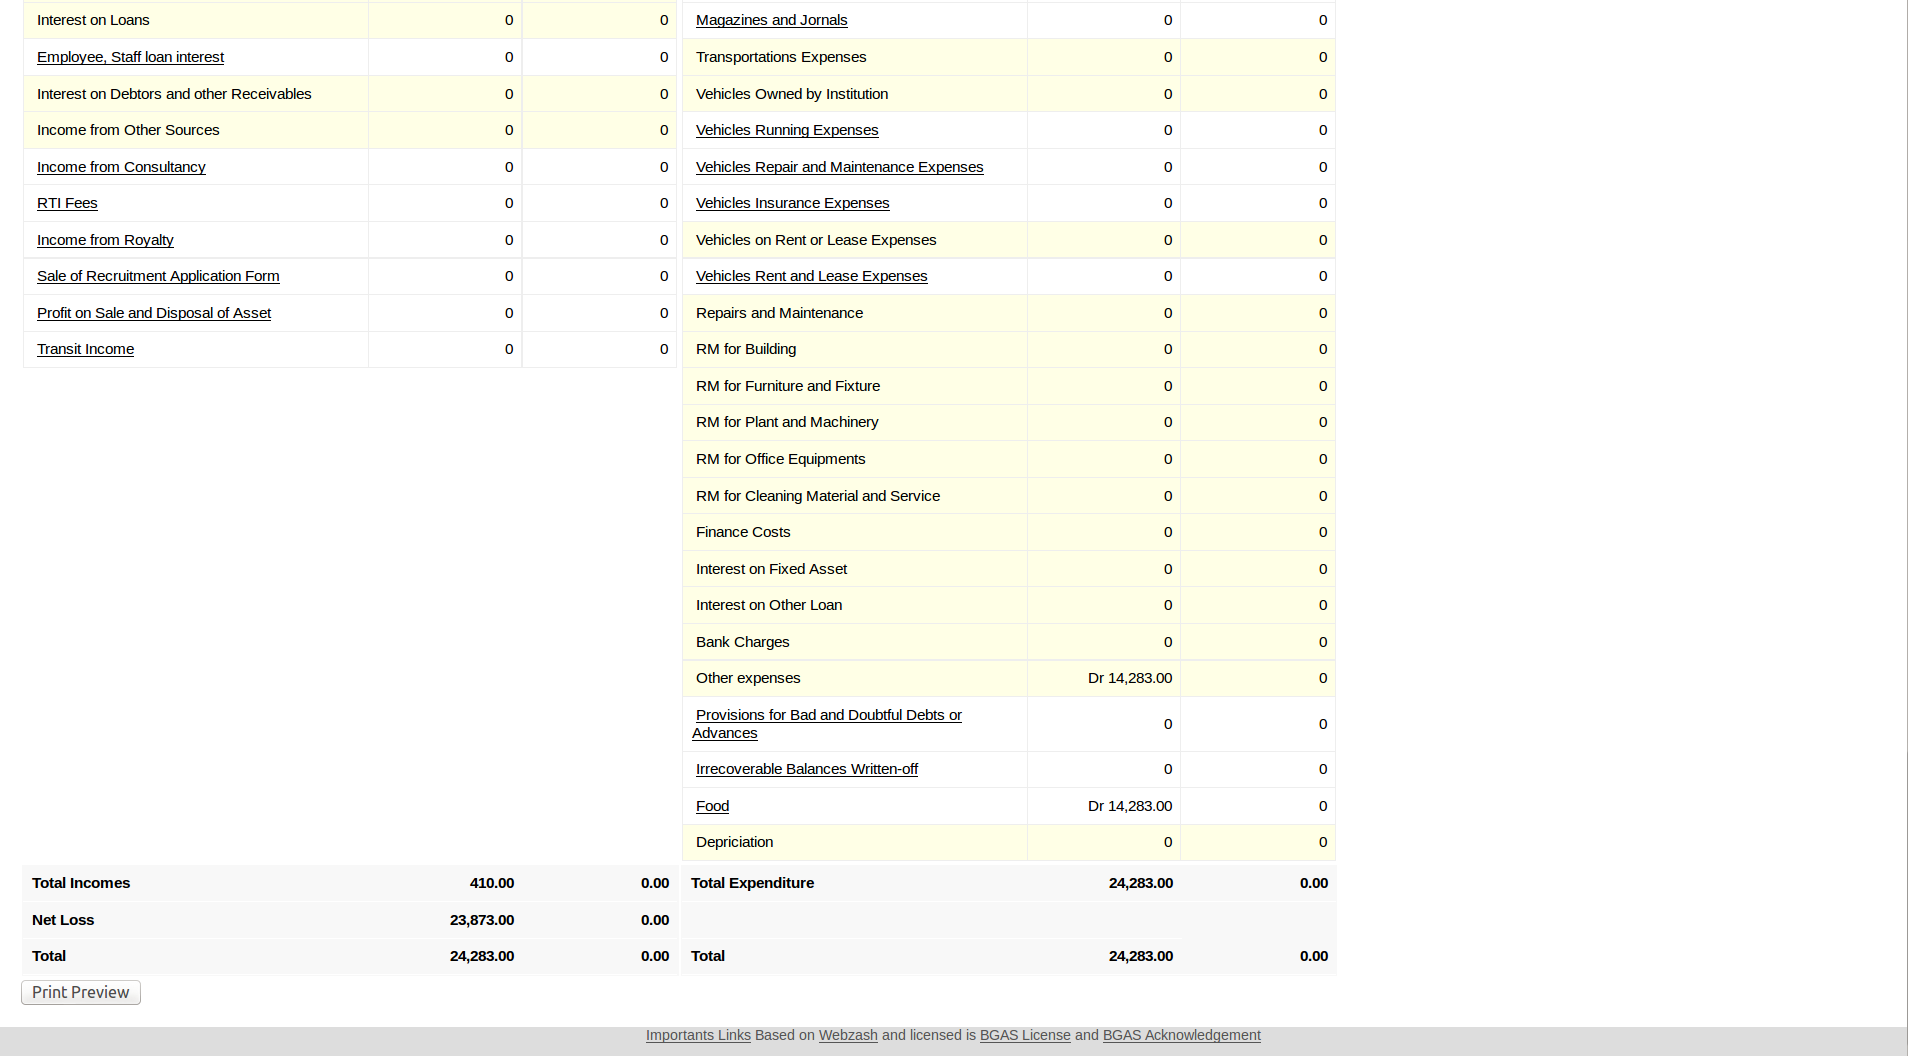 Interest on Loans 0 0
Employee, Staff loan interest 0 0
Interest on Debtors and other Receivables 0 0
Income from Other Sources 0 0
Income from Consultancy 0 0
RTI Fees 0 0
Income from Royalty 0 0
Sale of Recruitment Application Form 0 0
Profit on Sale and Disposal of Asset 0 0
Transit Income 0 0
Magazines and Jornals 0 0
Transportations Expenses 0 0
Vehicles Owned by Institution 0 0
Vehicles Running Expenses 0 0
Vehicles Repair and Maintenance Expenses 0 0
Vehicles Insurance Expenses 0 0
Vehicles on Rent or Lease Expenses 0 0
Vehicles Rent and Lease Expenses 0 0
Repairs and Maintenance 0 0
RM for Building 0 0
RM for Furniture and Fixture 0 0
RM for Plant and Machinery 0 0
RM for Office Equipments 0 0
RM for Cleaning Material and Service 0 0
Finance Costs 0 0
Interest on Fixed Asset 0 0
Interest on Other Loan 0 0
Bank Charges 0 0
Other expenses Dr 14,283.00 0
Provisions for Bad and Doubtful Debts or
Advances 0 0
Irrecoverable Balances Written-off 0 0
Food Dr 14,283.00 0
Depriciation 0 0
Total Incomes 410.00 0.00 Total Expenditure 24,283.00 0.00
Net Loss 23,873.00 0.00
Total 24,283.00 0.00 Total 24,283.00 0.00
Print Preview
Importants Links Based on Webzash and licensed is BGAS License and BGAS Acknowledgement